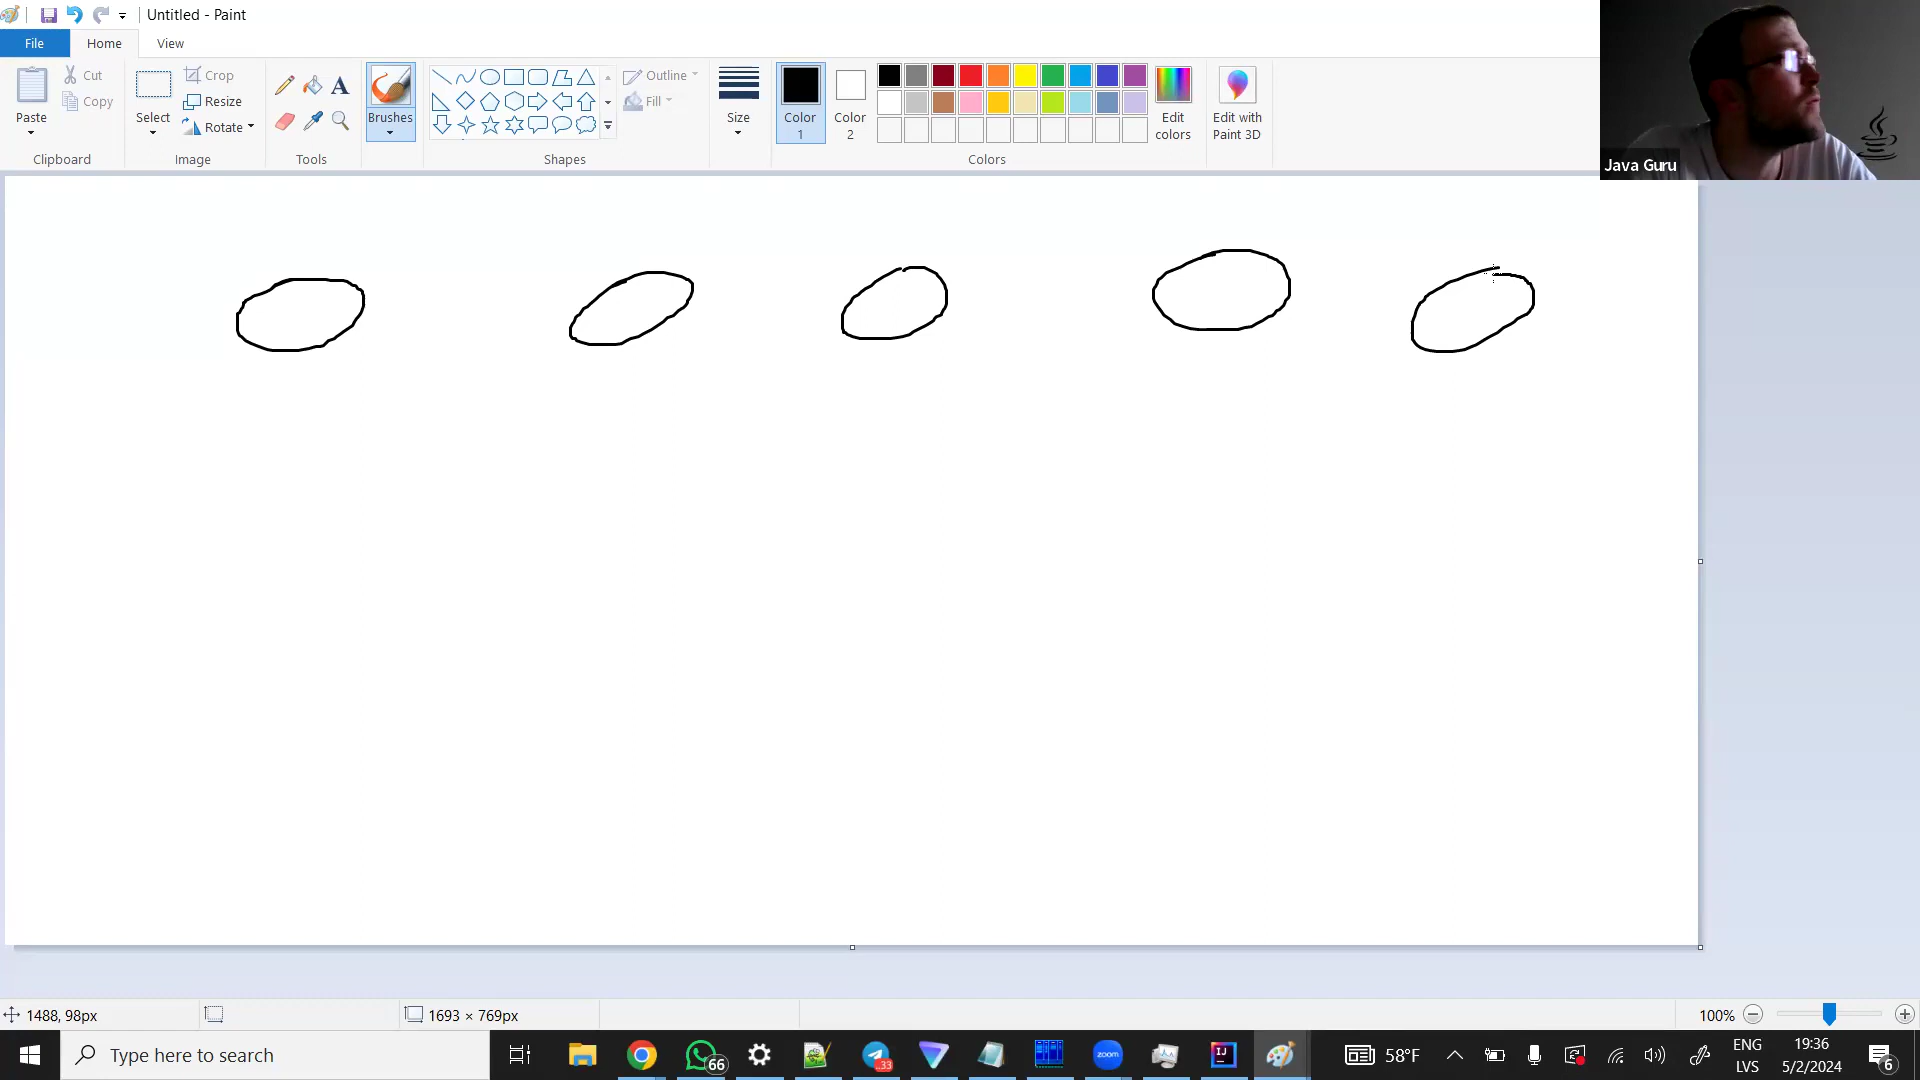 Untitled - Paint
File
Home
View
Paste
Cut
Copy
Clipboard
Select
Crop
Resize
Rotate
Image
A
Tools
Brushes
Shapes
Outline
Fill
Size
Color 1
Color 2
Colors
Edit colors
Edit with Paint 3D
Java Guru
1488, 98px
1693 × 769px
100%
Type here to search
66
33
zoom
IJ
58°F
ENG
LVS
19:36
5/2/2024
6